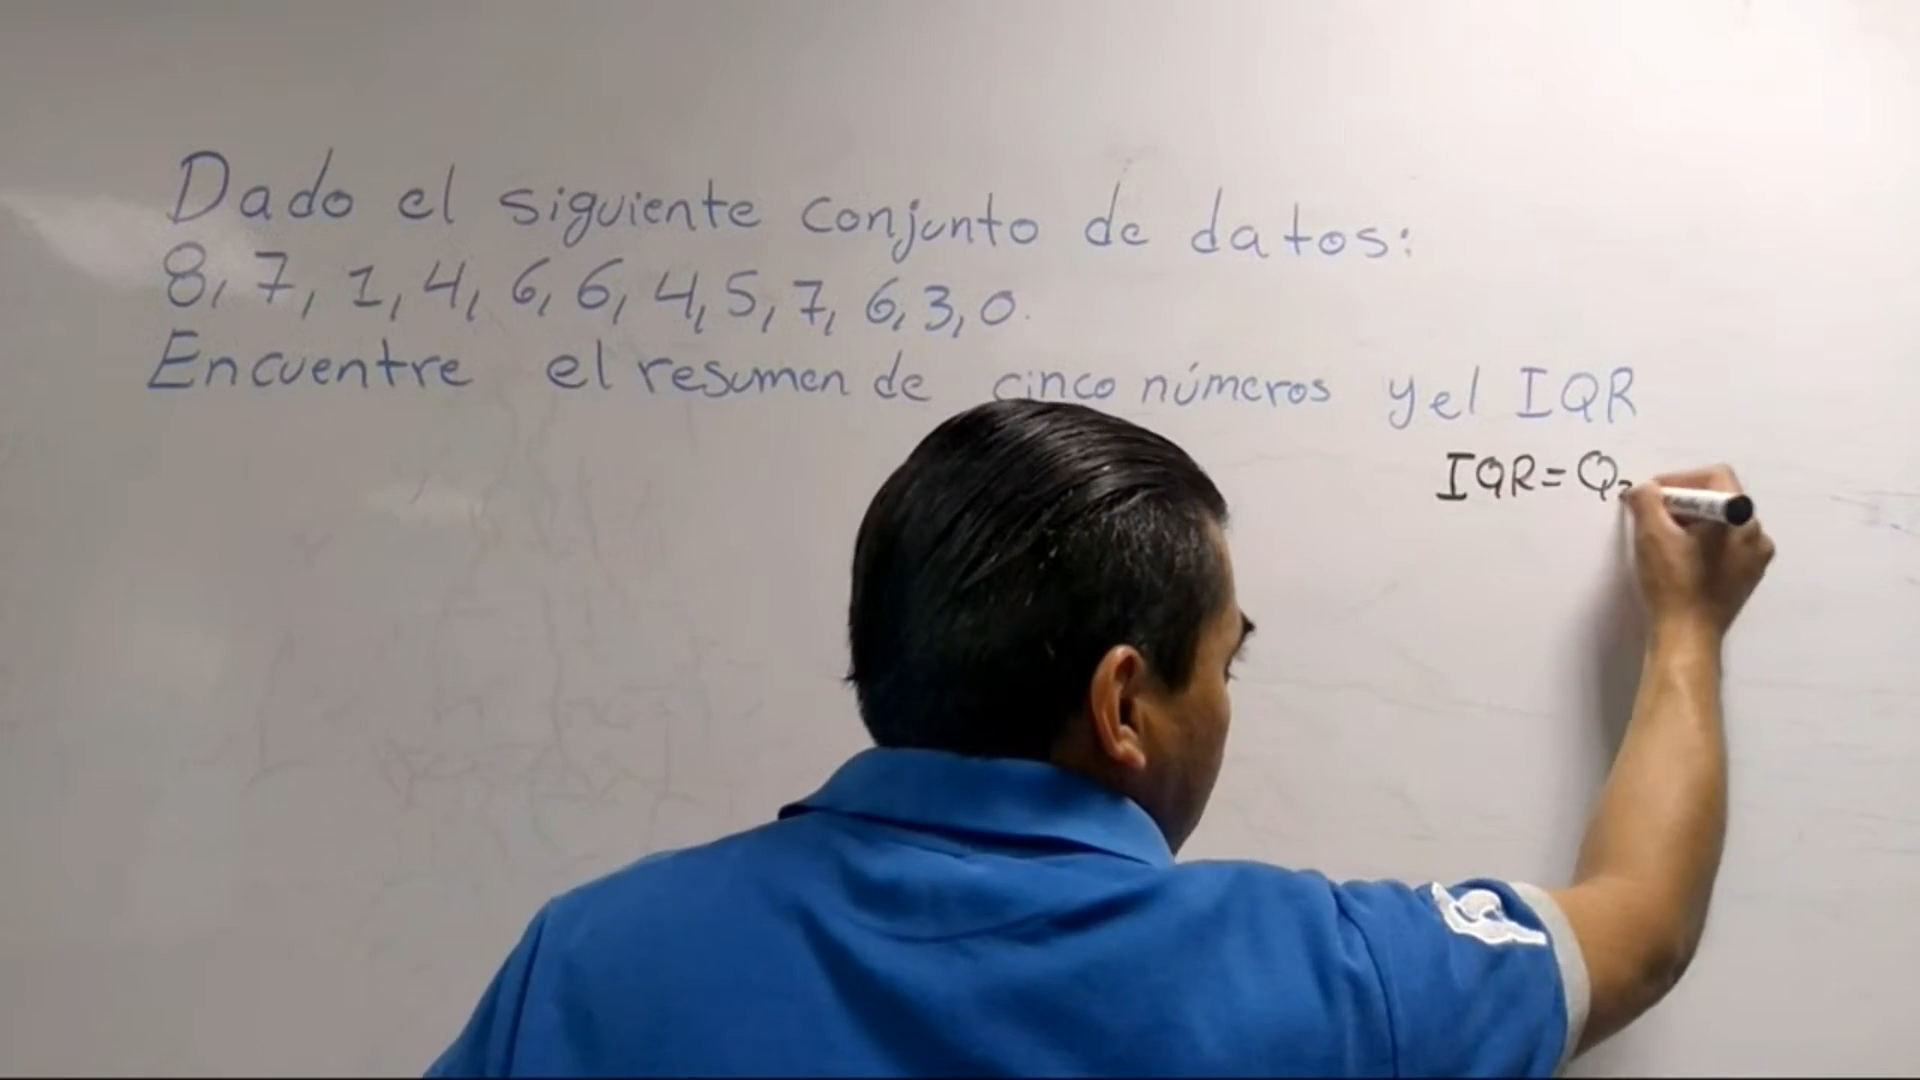 Dado el siguiente conjunto de datos:
8, 7, 1, 4, 6, 6, 4, 5, 7, 6, 3, 0.
Encuentre el resumen de cinco números y el IQR
IQR = Q